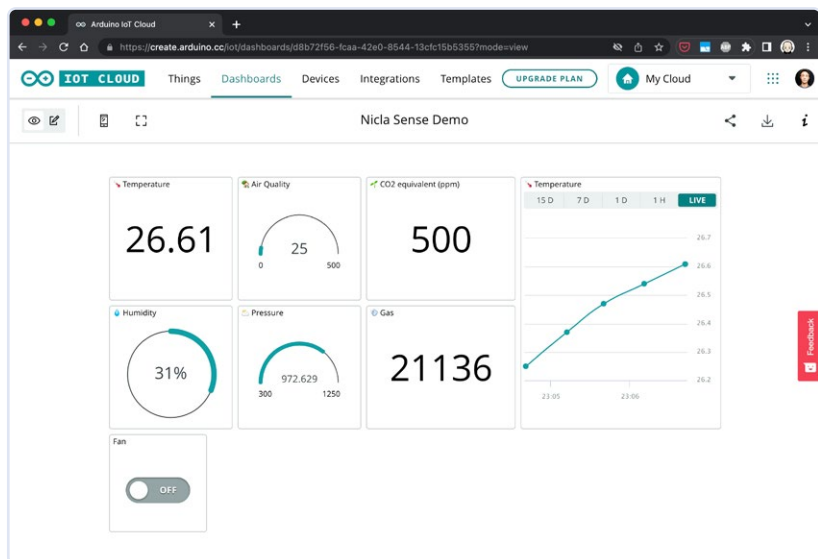 Arduino IoT Cloud
https://create.arduino.cc/iot/dashboards/d8b72f56-fcaa-42e0-8544-13cfc15b5355?mode=view
IOT CLOUD Things Dashboards Devices Integrations Templates UPGRADE PLAN My Cloud
Nicla Sense Demo
Temperature
26.61
Air Quality
25
0 500
CO2 equivalent (ppm)
500
Temperature
15 D 7 D 1 D 1 H LIVE
26.7
26.6
26.5
26.4
26.3
26.2
23:05 23:06
Humidity
31%
Pressure
972.629
300 1250
Gas
21136
Feedback
Fan
OFF